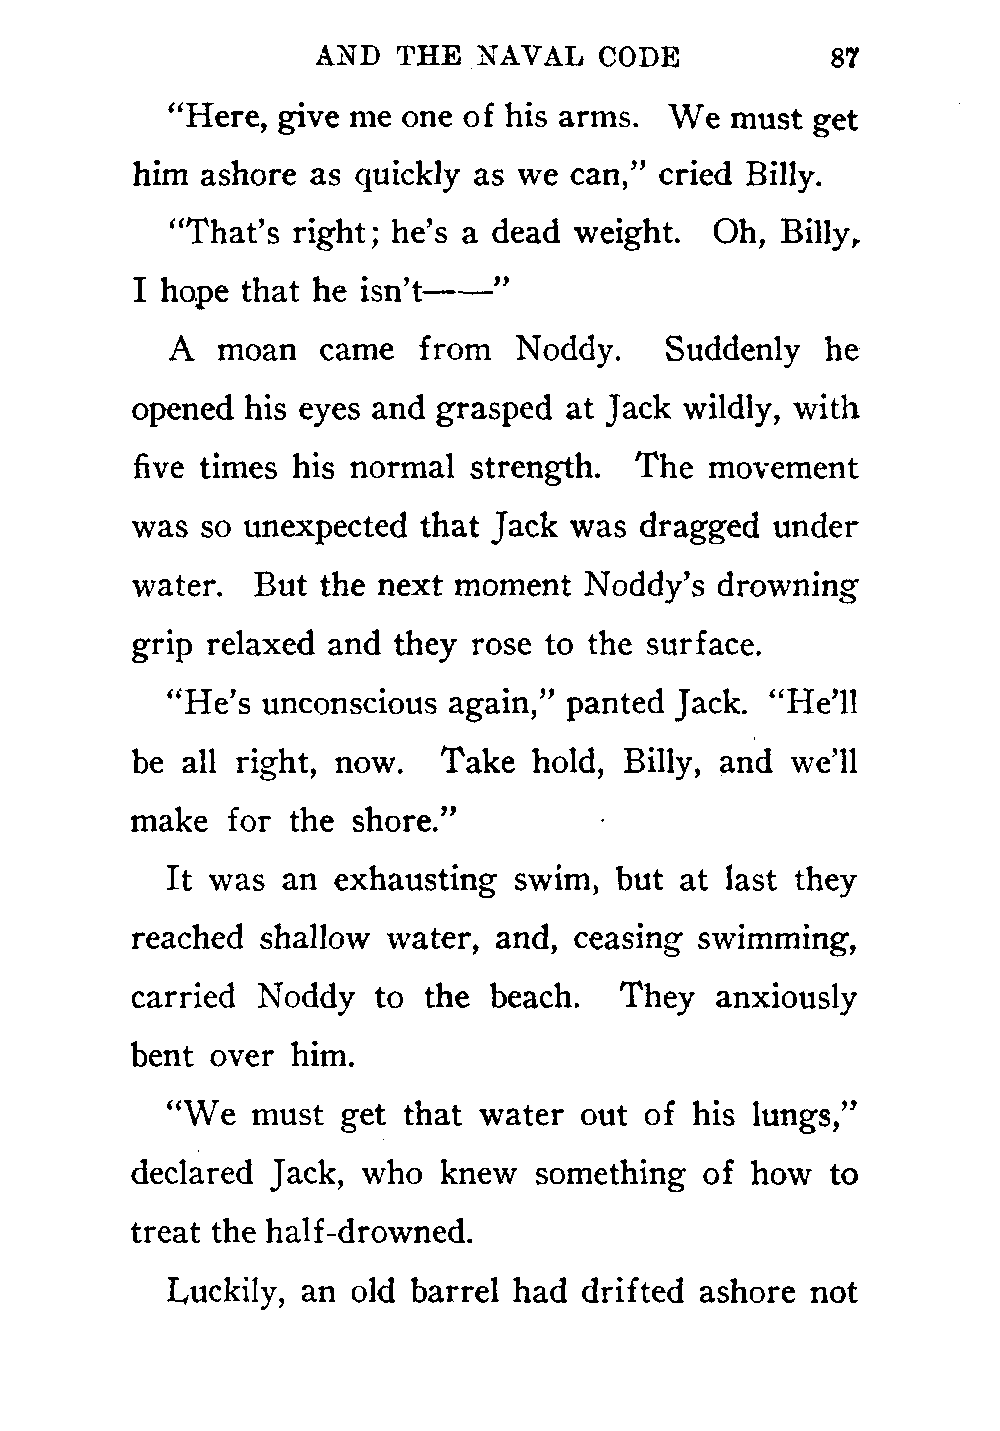 AND THE NAVAL CODE 87
"Here, give me one of his arms. We must get
him ashore as quickly as we can," cried Billy.
"That's right; he's a dead weight. Oh, Billy,
I hope that he isn't——"
A moan came from Noddy. Suddenly he
opened his eyes and grasped at Jack wildly, with
five times his normal strength. The movement
was so unexpected that Jack was dragged under
water. But the next moment Noddy's drowning
grip relaxed and they rose to the surface.
"He's unconscious again," panted Jack. "He'll
be all right, now. Take hold, Billy, and we'll
make for the shore."
It was an exhausting swim, but at last they
reached shallow water, and, ceasing swimming,
carried Noddy to the beach. They anxiously
bent over him.
"We must get that water out of his lungs,"
declared Jack, who knew something of how to
treat the half-drowned.
Luckily, an old barrel had drifted ashore not